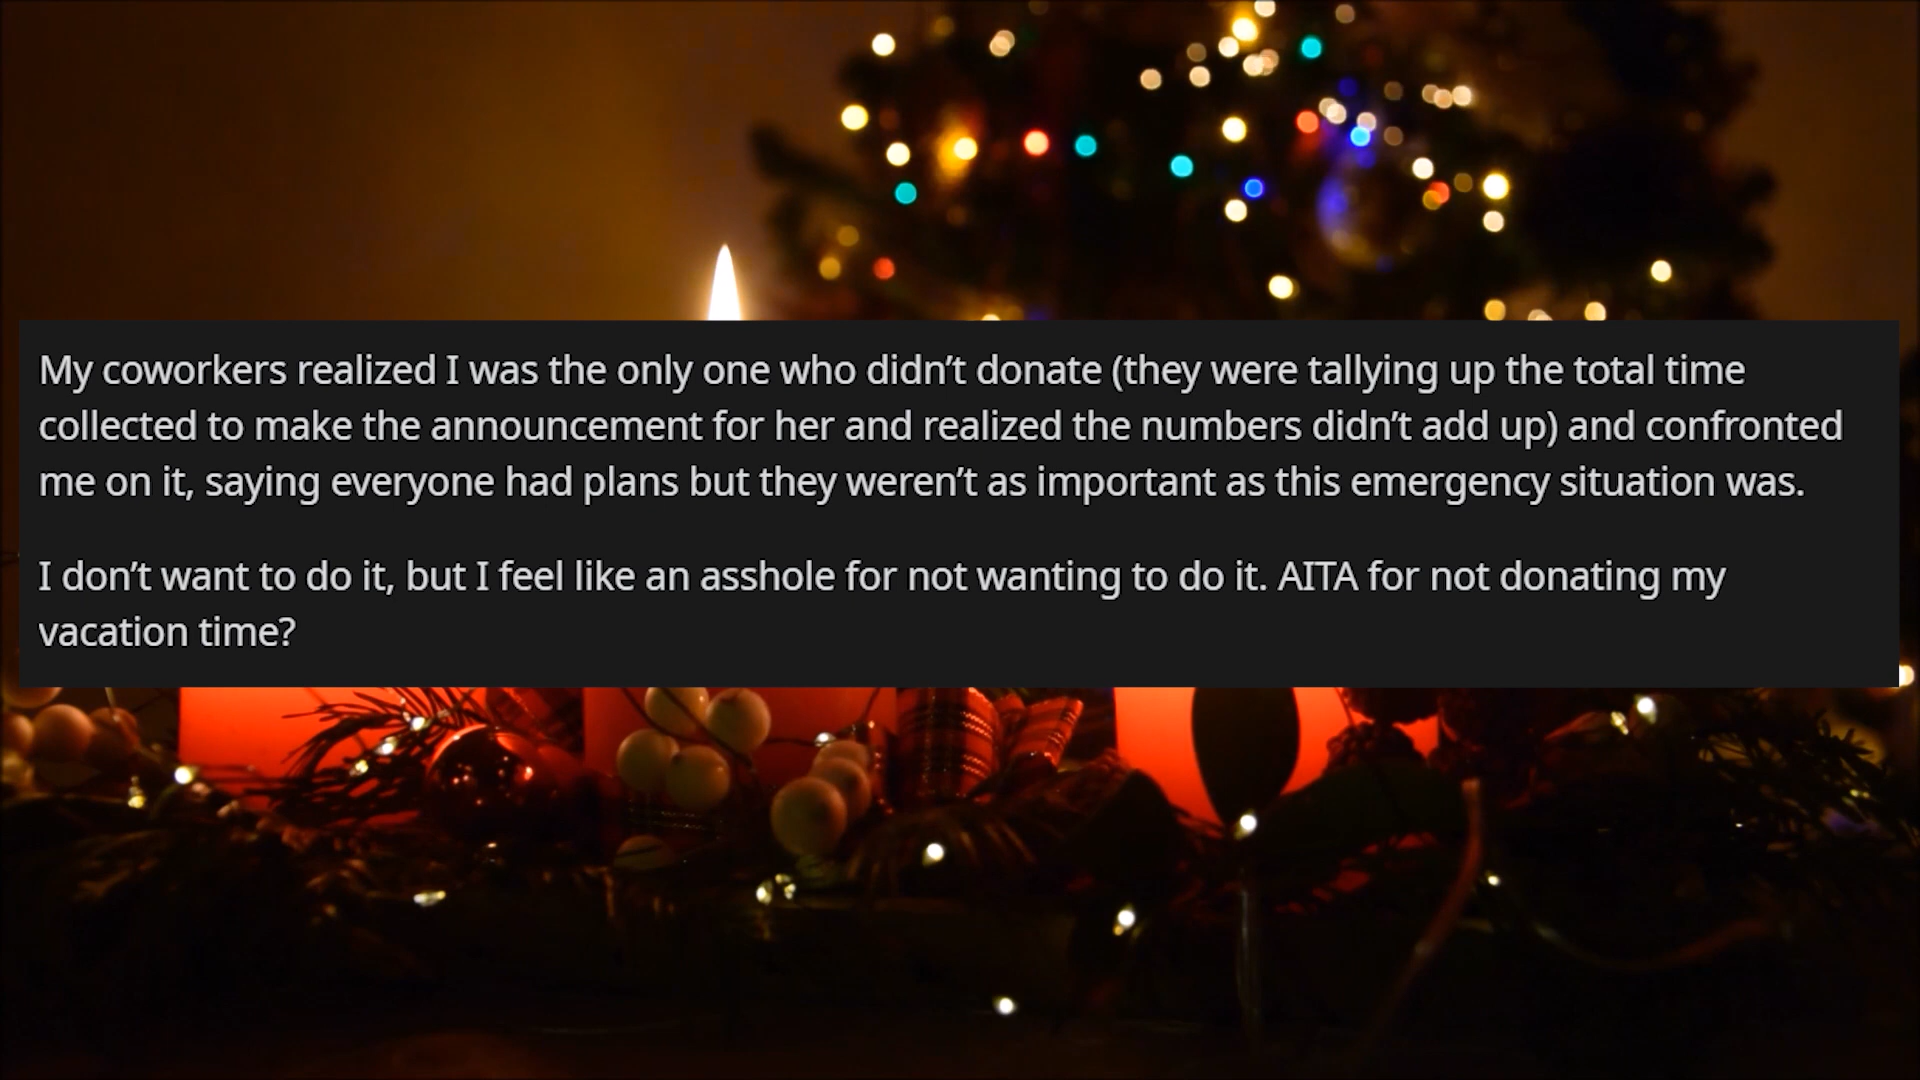 My coworkers realized I was the only one who didn’t donate (they were tallying up the total time
collected to make the announcement for her and realized the numbers didn’t add up) and confronted
me on it, saying everyone had plans but they weren’t as important as this emergency situation was.
I don’t want to do it, but I feel like an asshole for not wanting to do it. AITA for not donating my
vacation time?